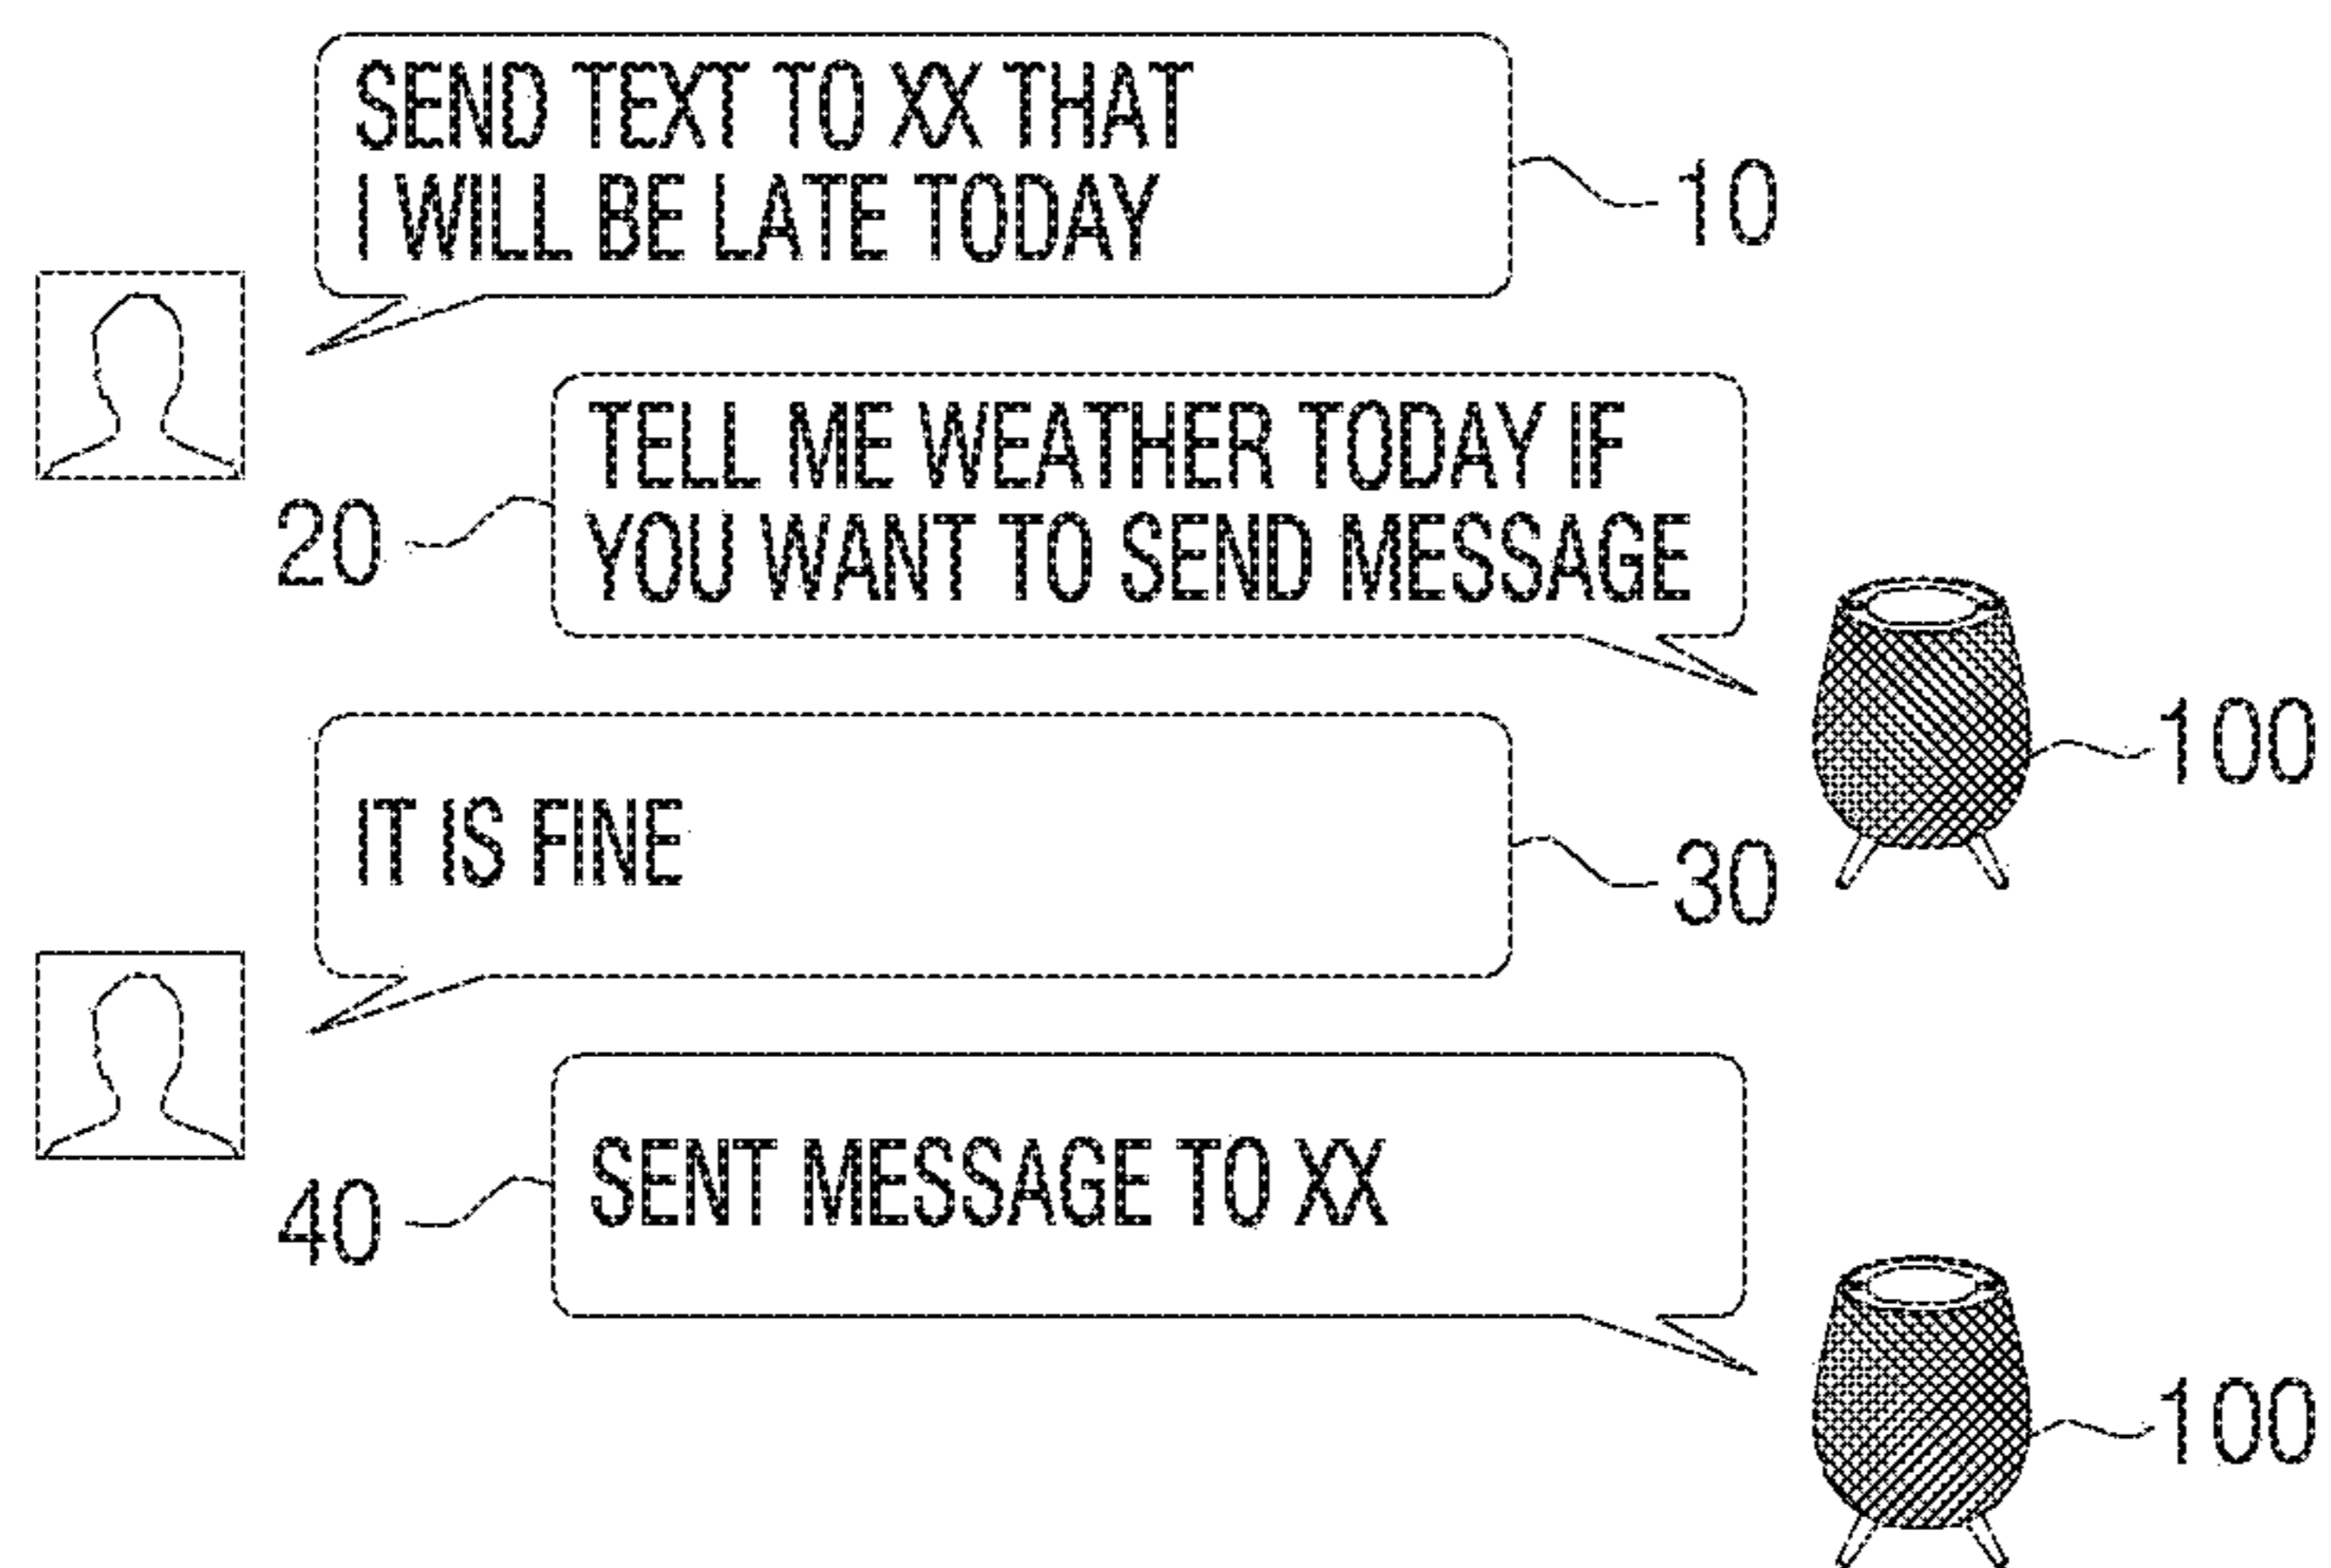 SEND TEXT TO XX THAT
I WILL BE LATE TODAY
10
TELL ME WEATHER TODAY IF
YOU WANT TO SEND MESSAGE
20
100
IT IS FINE
30
SENT MESSAGE TO XX
40
100